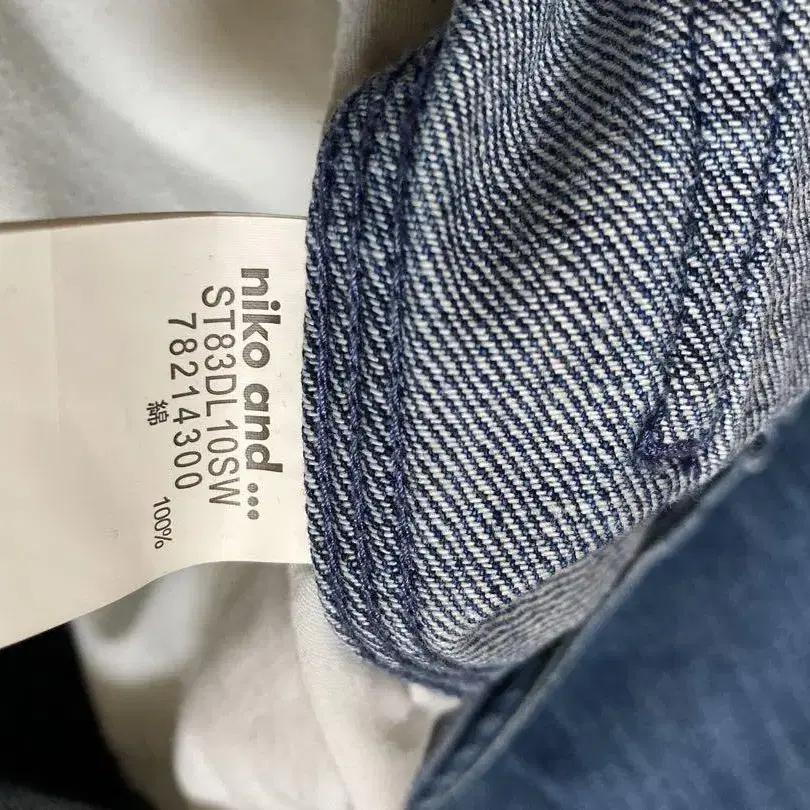 niko and ...
ST83DL10SW
78214300
綿 100%